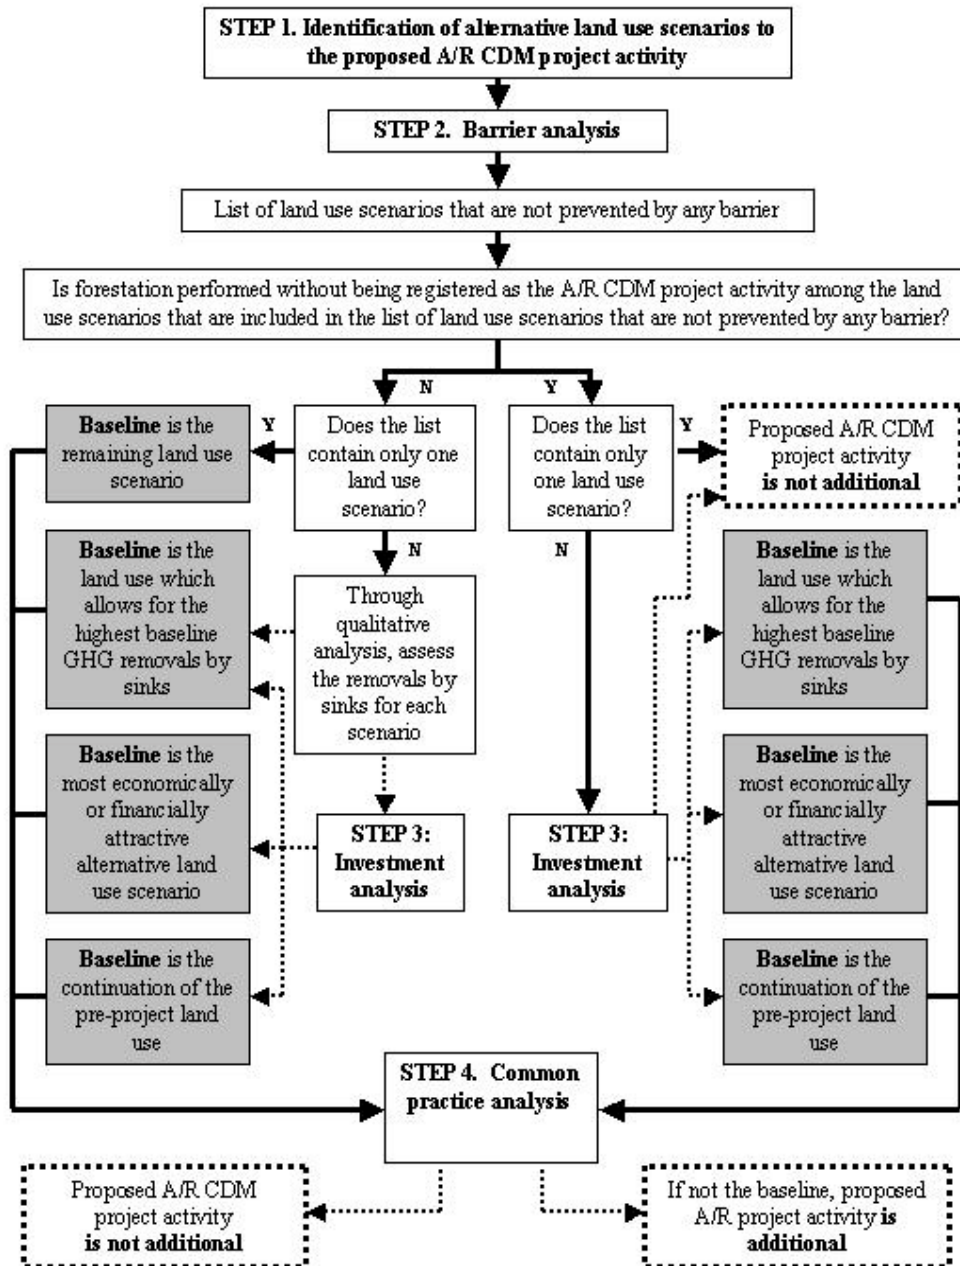 STEP 1. Identification of alternative land use scenarios to
the proposed A/R CDM project activity
STEP 2. Barrier analysis
List of land use scenarios that are not prevented by any barrier
Is forestation performed without being registered as the A/R CDM project activity among the land
use scenarios that are included in the list of land use scenarios that are not prevented by any barrier?
N
Y
Baseline is the
remaining land use
scenario
Y
Does the list
contain only one
land use
scenario?
Does the list
contain only
one land use
scenario?
Y
Proposed A/R CDM
project activity
is not additional
N
N
Baseline is the
land use which
allows for the
highest baseline
GHG removals by
sinks
Through
qualitative
analysis, assess
the removals by
sinks for each
scenario
Baseline is the
land use which
allows for the
highest baseline
GHG removals by
sinks
Baseline is the
most economically
or financially
attractive
alternative land
use scenario
STEP 3:
Investment
analysis
STEP 3:
Investment
analysis
Baseline is the
most economically
or financially
attractive
alternative land
use scenario
Baseline is the
continuation of the
pre-project land
use
Baseline is the
continuation of the
pre-project land
use
STEP 4. Common
practice analysis
Proposed A/R CDM
project activity
is not additional
If not the baseline, proposed
A/R project activity is
additional